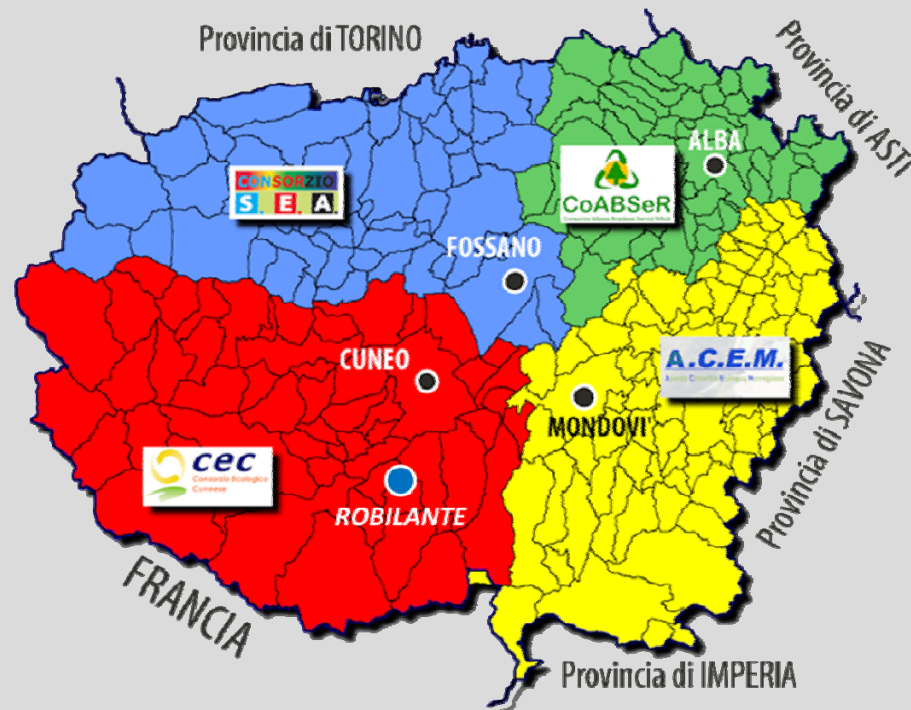 Provincia di TORINO
Provincia di ASTI
ALBA
CONSORZIO
S. E. A.
CoABSeR
FOSSANO
CUNEO
A.C.E.M.
MONDOVI'
Provincia di SAVONA
cec
Consorzio Ecologico
Cuneese
ROBILANTE
FRANCIA
Provincia di IMPERIA